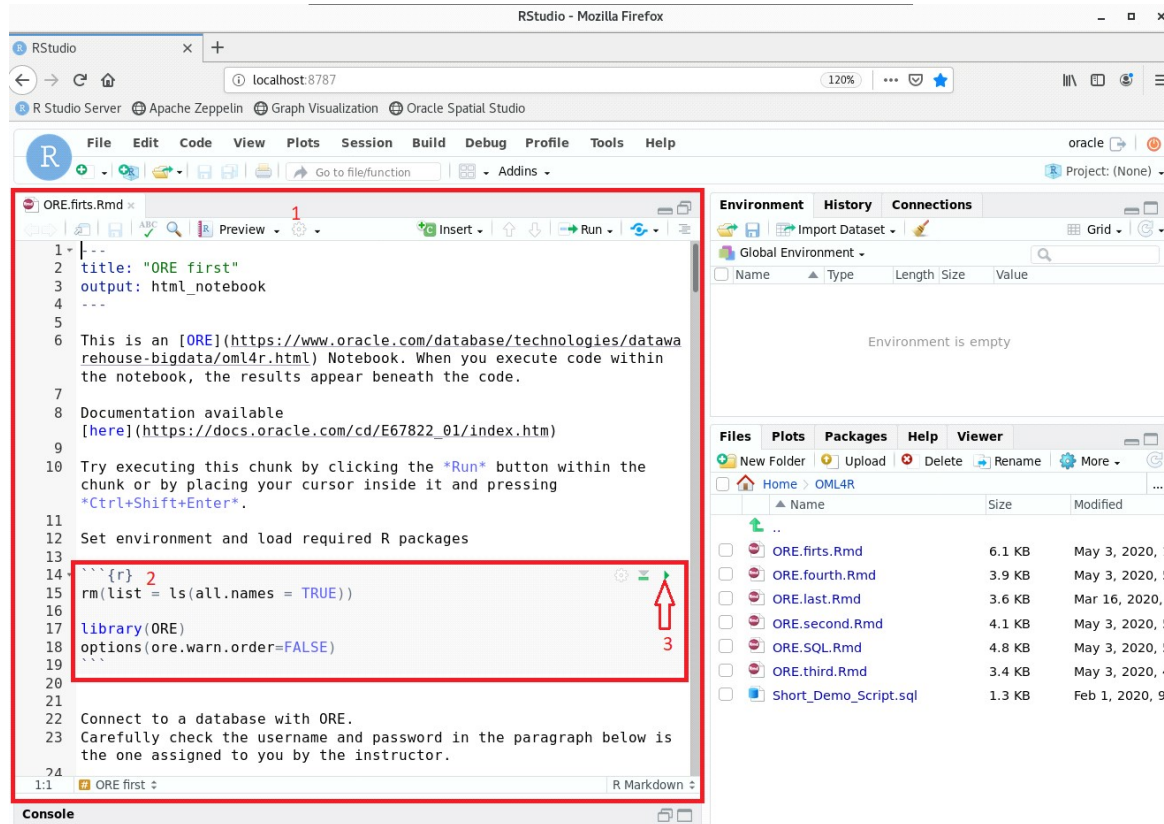 RStudio - Mozilla Firefox
RStudio
localhost:8787
120%
R Studio Server Apache Zeppelin Graph Visualization Oracle Spatial Studio
R
File Edit Code View Plots Session Build Debug Profile Tools Help
oracle
Go to file/function
Addins
Project: (None)
ORE.firts.Rmd
1
ABC
Preview
Insert
Run
1 ---
2 title: "ORE first"
3 output: html_notebook
4 ---
5
6 This is an [ORE](https://www.oracle.com/database/technologies/datawa
rehouse-bigdata/oml4r.html) Notebook. When you execute code within
the notebook, the results appear beneath the code.
7
8 Documentation available
[here](https://docs.oracle.com/cd/E67822_01/index.htm)
9
10 Try executing this chunk by clicking the *Run* button within the
chunk or by placing your cursor inside it and pressing
*Ctrl+Shift+Enter*.
11
12 Set environment and load required R packages
13
14 ```{r} 2
15 rm(list = ls(all.names = TRUE))
16
17 library(ORE)
18 options(ore.warn.order=FALSE)
3
19 ```
20
21
22 Connect to a database with ORE.
23 Carefully check the username and password in the paragraph below is
the one assigned to you by the instructor.
24
1:1 ORE first R Markdown
Console
Environment History Connections
Import Dataset
Grid
Global Environment
Name Type Length Size Value
Environment is empty
Files Plots Packages Help Viewer
New Folder Upload Delete Rename More
Home OML4R
...
Name Size Modified
..
ORE.firts.Rmd 6.1 KB May 3, 2020,
ORE.fourth.Rmd 3.9 KB May 3, 2020,
ORE.last.Rmd 3.6 KB Mar 16, 2020,
ORE.second.Rmd 4.1 KB May 3, 2020,
ORE.SQL.Rmd 4.8 KB May 3, 2020,
ORE.third.Rmd 3.4 KB May 3, 2020,
Short_Demo_Script.sql 1.3 KB Feb 1, 2020, 9